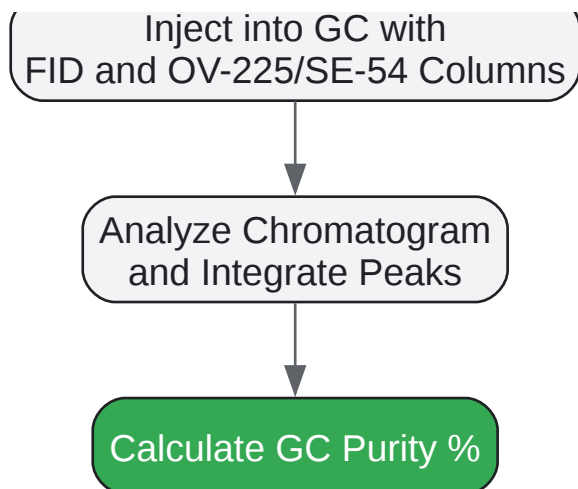 Inject into GC with
FID and OV-225/SE-54 Columns
Analyze Chromatogram
and Integrate Peaks
Calculate GC Purity %